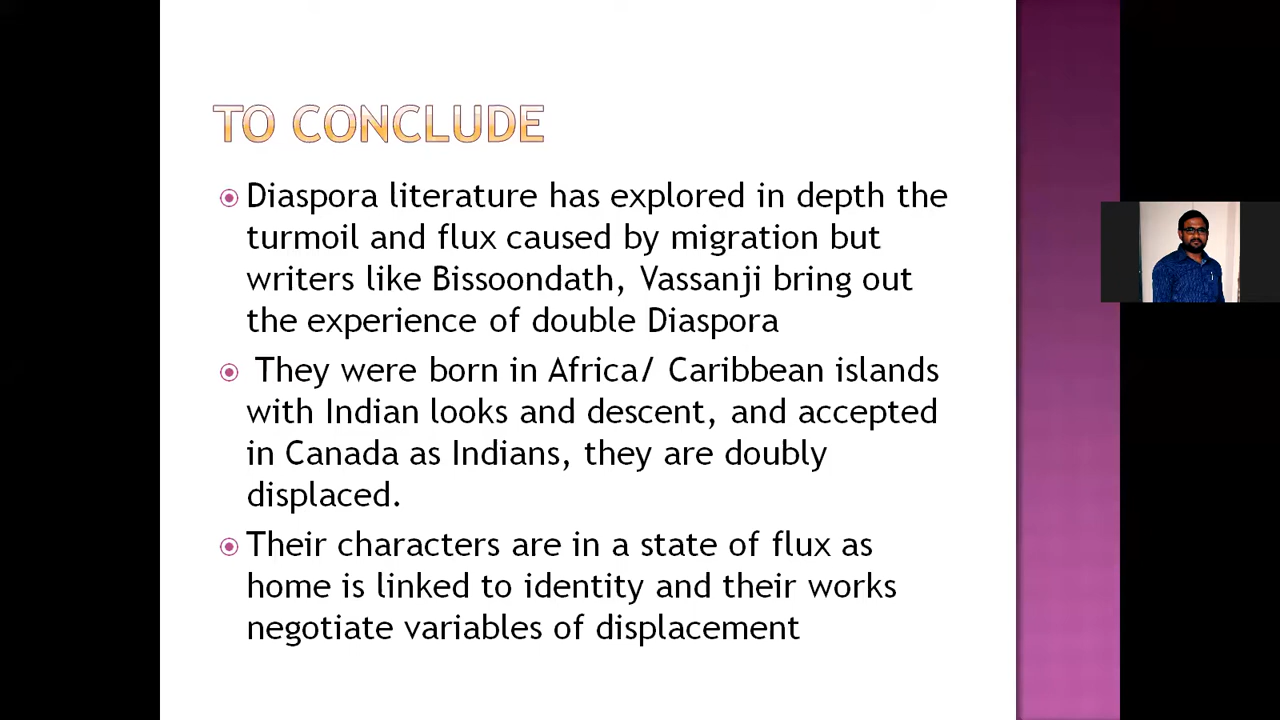 TO CONCLUDE
Diaspora literature has explored in depth the
turmoil and flux caused by migration but
writers like Bissoondath, Vassanji bring out
the experience of double Diaspora
They were born in Africa/ Caribbean islands
with Indian looks and descent, and accepted
in Canada as Indians, they are doubly
displaced.
Their characters are in a state of flux as
home is linked to identity and their works
negotiate variables of displacement